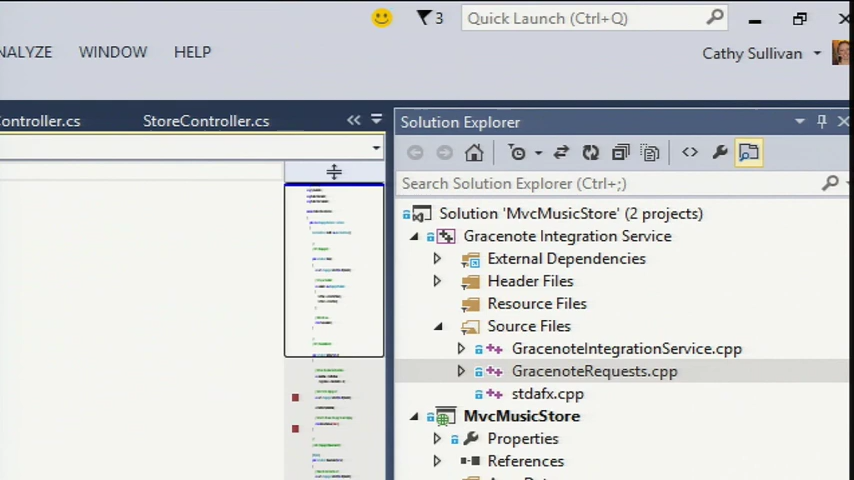 3 Quick Launch (Ctrl+Q)
NALYZE WINDOW HELP
Cathy Sullivan
ontroller.cs StoreController.cs
Solution Explorer
Search Solution Explorer (Ctrl+;)
Solution 'MvcMusicStore' (2 projects)
Gracenote Integration Service
External Dependencies
Header Files
Resource Files
Source Files
GracenoteIntegrationService.cpp
GracenoteRequests.cpp
stdafx.cpp
MvcMusicStore
Properties
References